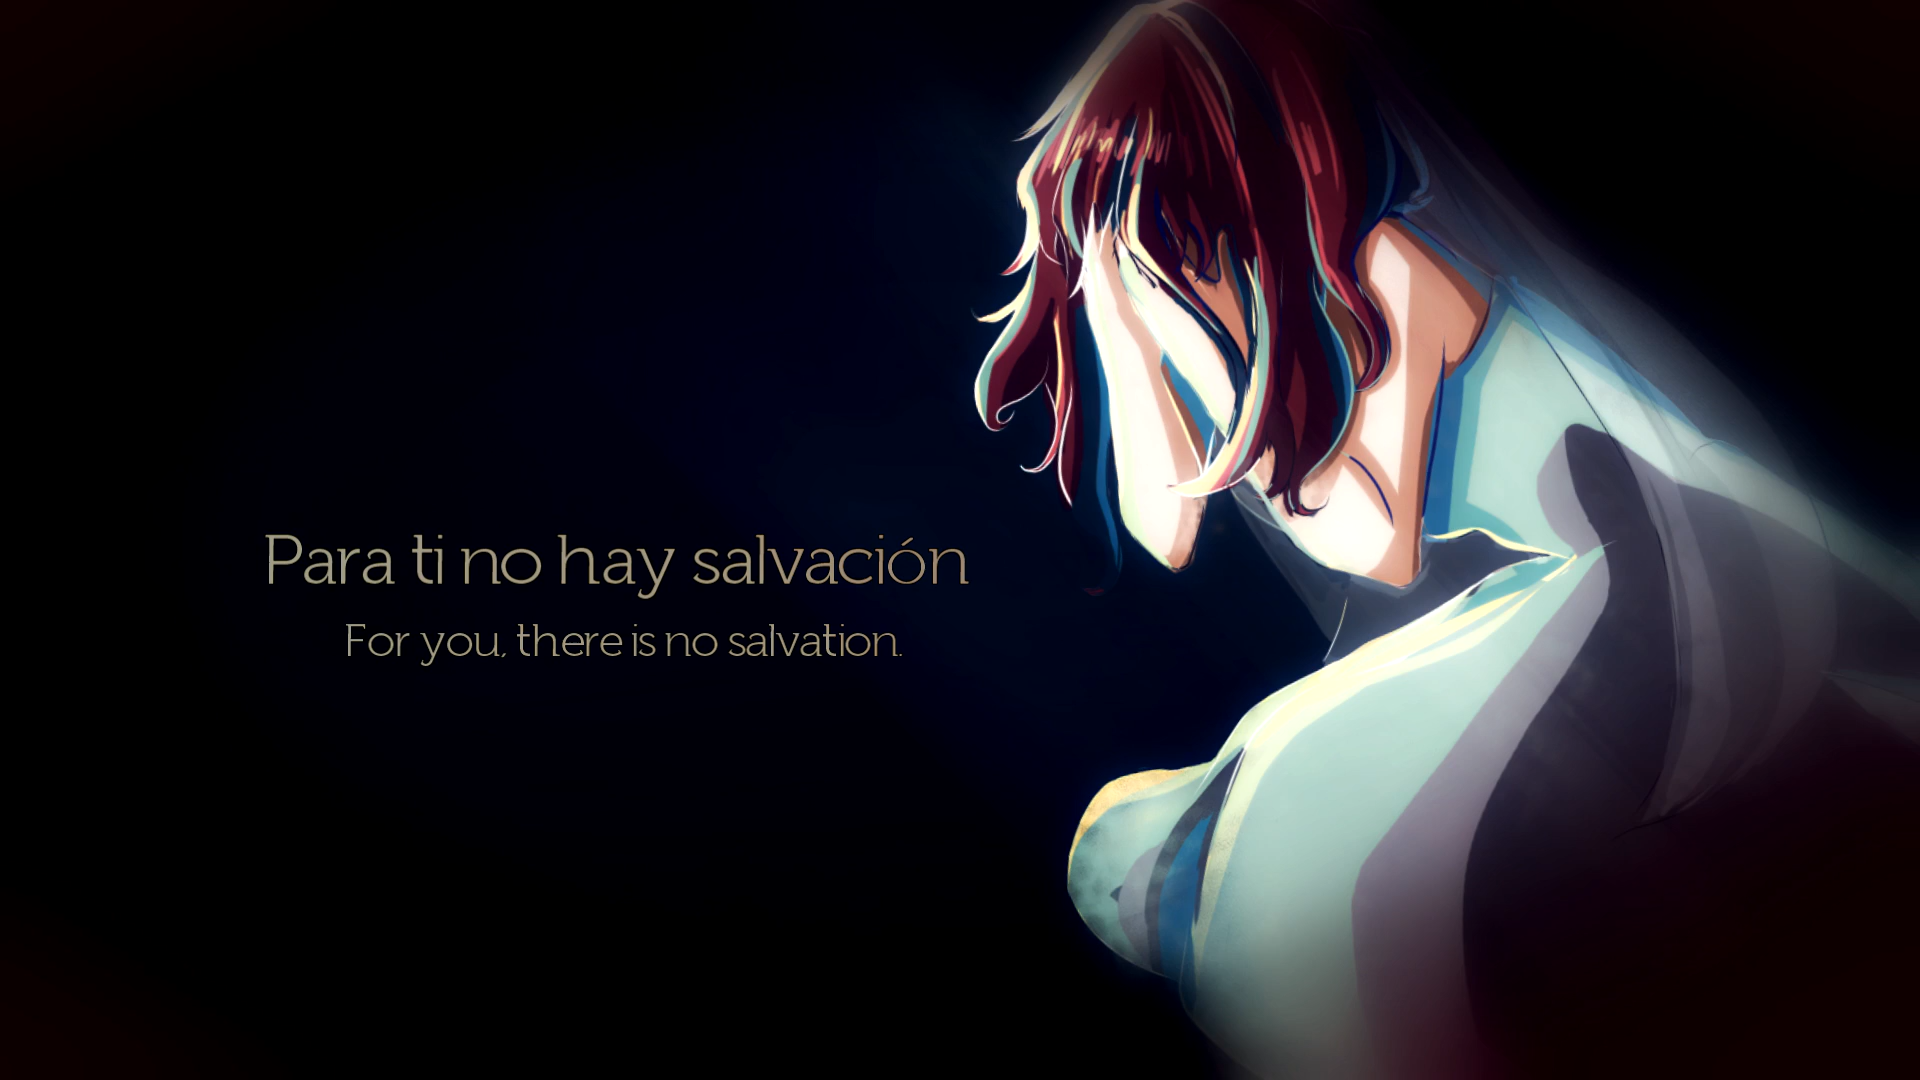 Para ti no hay salvación
For you, there is no salvation.